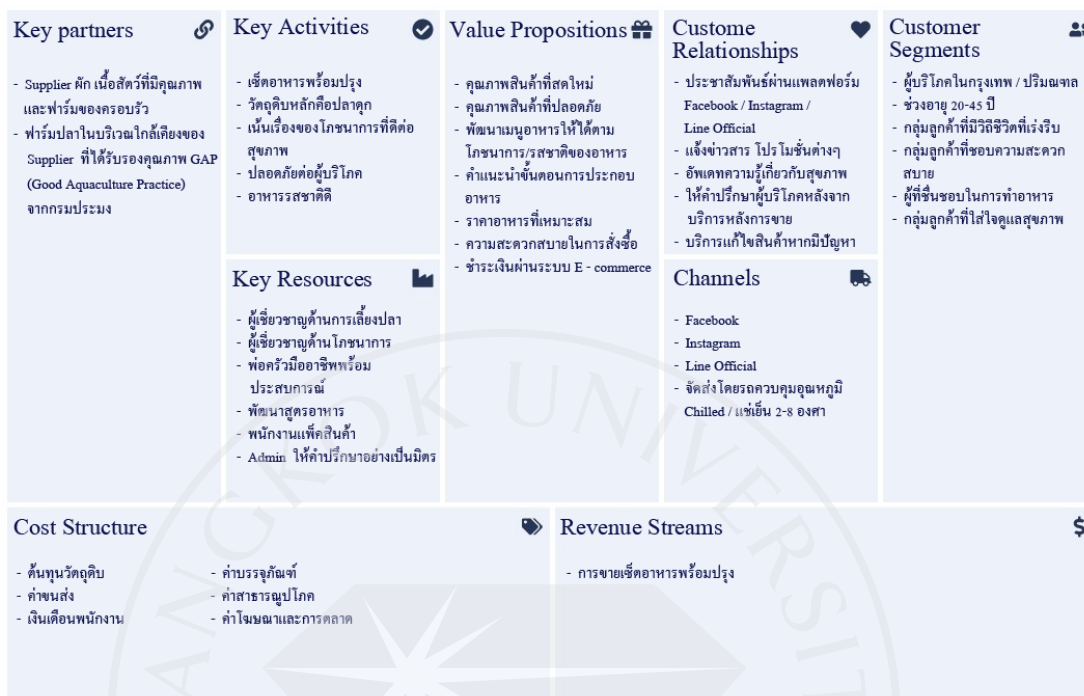 Key partners
- Supplier ผัก เนื้อสัตว์ที่มีคุณภาพ
และฟาร์มของครอบรัว
- ฟาร์มปลาในบริเวณใกล้เคียงของ
Supplier ที่ได้รับรองคุณภาพ GAP
(Good Aquaculture Practice)
จากกรมประมง
Key Activities
- เซ็ตอาหารพร้อมปรุง
- วัตถุดิบหลักคือปลาดุก
- เน้นเรื่องของโภชนาการที่ดีต่อ
สุขภาพ
- ปลอดภัยต่อผู้บริโภค
- อาหารรสชาติดี
Key Resources
- ผู้เชี่ยวชาญด้านการเลี้ยงปลา
- ผู้เชี่ยวชาญด้านโภชนาการ
- พ่อครัวมืออาชีพพร้อม
ประสบการณ์
- พัฒนาสูตรอาหาร
- พนักงานแพ็คสินค้า
- Admin ให้คำปรึกษาอย่างเป็นมิตร
Value Propositions
- คุณภาพสินค้าที่สดใหม่
- คุณภาพสินค้าที่ปลอดภัย
- พัฒนาเมนูอาหารให้ได้ตาม
โภชนาการ/รสชาติของอาหาร
- คำแนะนำขั้นตอนการประกอบ
อาหาร
- ราคาอาหารที่เหมาะสม
- ความสะดวกสบายในการสั่งซื้อ
- ชำระเงินผ่านระบบ E - commerce
Custome
Relationships
- ประชาสัมพันธ์ผ่านแพลตฟอร์ม
Facebook / Instagram /
Line Official
- แจ้งข่าวสาร โปรโมชั่นต่างๆ
- อัพเดทความรู้เกี่ยวกับสุขภาพ
- ให้คำปรึกษาผู้บริโภคหลังจาก
บริการหลังการขาย
- บริการแก้ไขสินค้าหากมีปัญหา
Channels
- Facebook
- Instagram
- Line Official
- จัดส่งโดยรถควบคุมอุณหภูมิ
Chilled / แช่เย็น 2-8 องศา
Customer
Segments
- ผู้บริโภคในกรุงเทพ / ปริมณฑล
- ช่วงอายุ 20-45 ปี
- กลุ่มลูกค้าที่มีวิถีชีวิตที่เร่งรีบ
- กลุ่มลูกค้าที่ชอบความสะดวก
สบาย
- ผู้ที่ชื่นชอบในการทำอาหาร
- กลุ่มลูกค้าที่ใส่ใจดูแลสุขภาพ
Cost Structure
- ต้นทุนวัตถุดิบ
- ค่าขนส่ง
- เงินเดือนพนักงาน
- ค่าบรรจุภัณฑ์
- ค่าสาธารณูปโภค
- ค่าโฆษณาและการตลาด
Revenue Streams
- การขายเซ็ตอาหารพร้อมปรุง